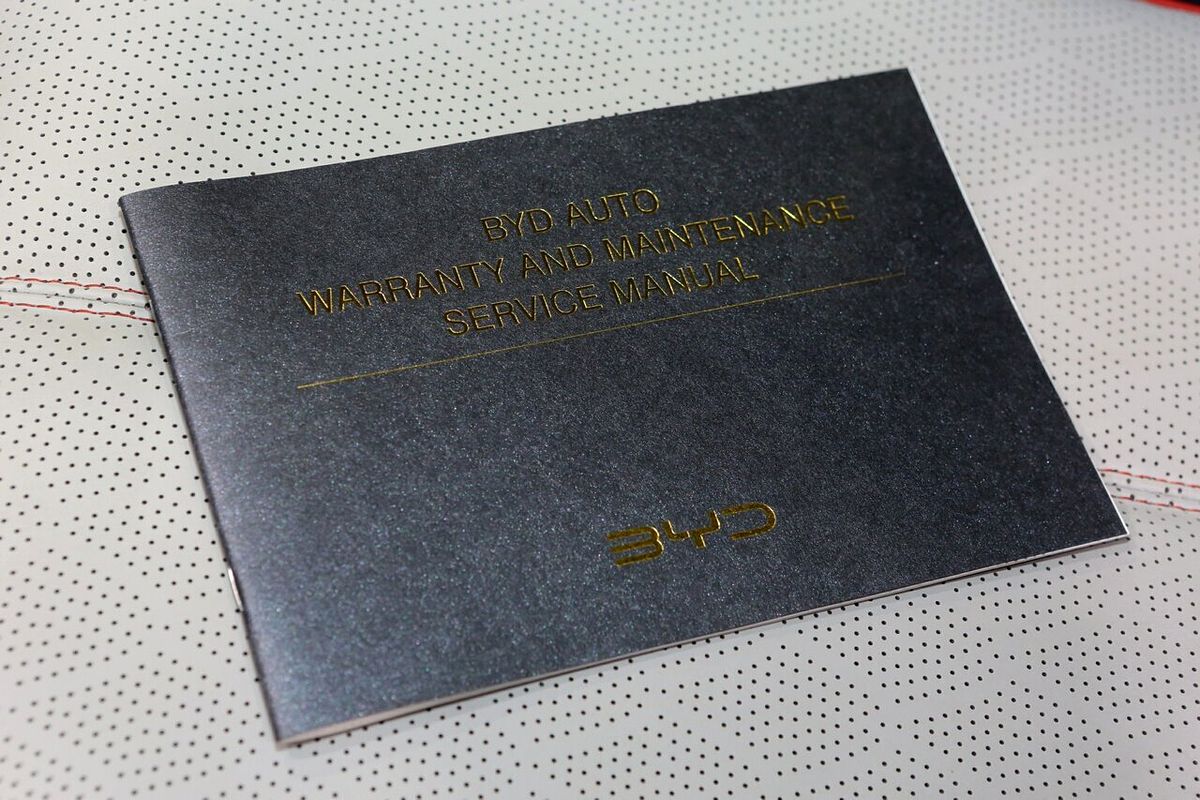 BYD AUTO
WARRANTY AND MAINTENANCE
SERVICE MANUAL
BYD